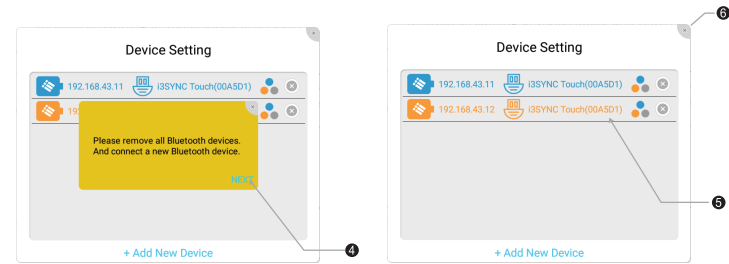 Device Setting
192.168.43.11 i3SYNC Touch(00A5D1)
19
Please remove all Bluetooth devices.
And connect a new Bluetooth device.
NEXT
4
+ Add New Device
6
Device Setting
192.168.43.11 i3SYNC Touch(00A5D1)
192.168.43.12 i3SYNC Touch(00A5D1)
5
+ Add New Device